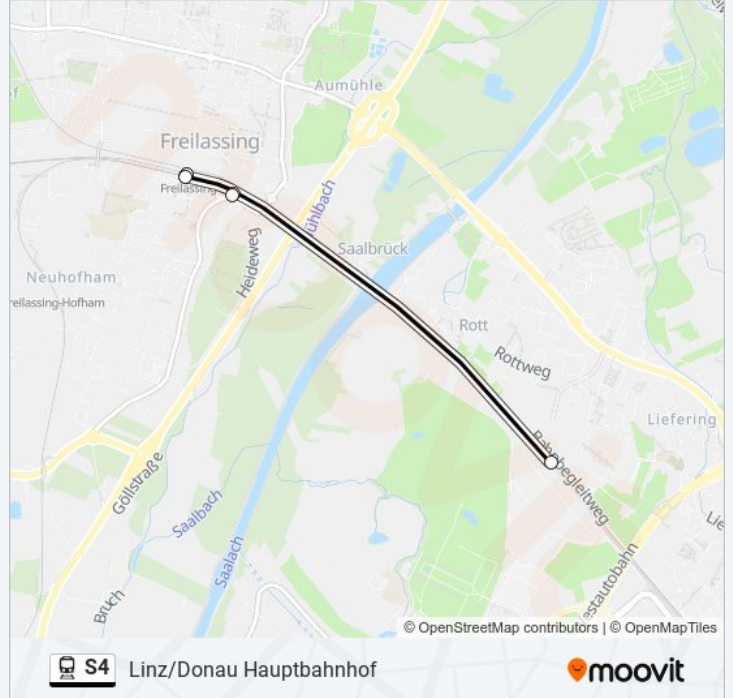 Aumühle
Freilassing
Freilassing
ühlbach
Heideweg
Saalbrück
Neuhofham
reilassing-Hofham
Rott
Rottweg
Liefering
Bahnbegleitweg
Göllstraße
Saalbach
Saalach
Lie
estautobahn
Bruch
© OpenStreetMap contributors | © OpenMapTiles
S4 Linz/Donau Hauptbahnhof
moovit